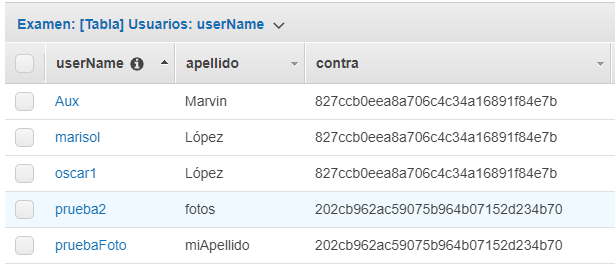 Examen: [Tabla] Usuarios: userName
userName apellido contra
Aux Marvin 827ccb0eea8a706c4c34a16891f84e7b
marisol López 827ccb0eea8a706c4c34a16891f84e7b
oscar1 López 827ccb0eea8a706c4c34a16891f84e7b
prueba2 fotos 202cb962ac59075b964b07152d234b70
pruebaFoto miApellido 202cb962ac59075b964b07152d234b70